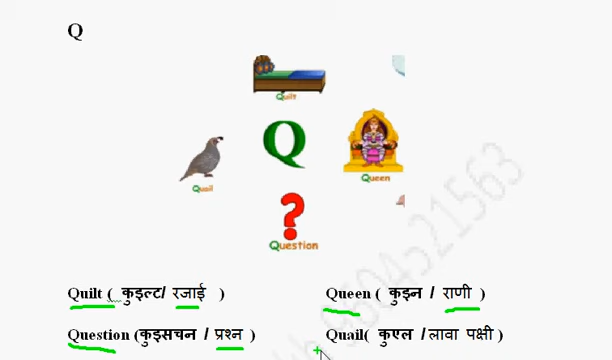 Q
Quilt
Q
Quail
Queen
Question
Quilt ( कुइल्ट/ रजाई )
Queen ( कुइन / राणी )
Question (कुइसचन / प्रश्न )
Quail( कुएल /लावा पक्षी )